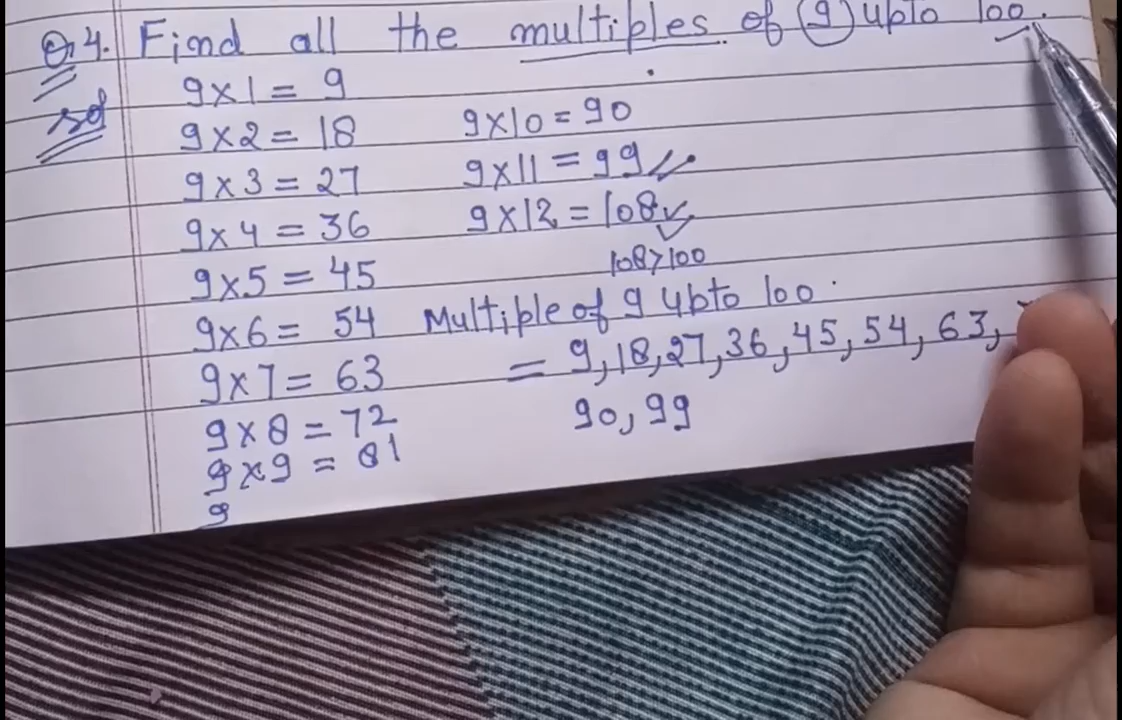 Q.4. Find all the multiples of 9 upto 100.
Sol
9x1 = 9
9x2 = 18
9x3 = 27
9x4 = 36
9x5 = 45
9x6 = 54
9x7 = 63
9x8 = 72
9x9 = 81
9
9x10 = 90
9x11 = 99
9x12 = 108
108>100
Multiple of 9 upto 100.
= 9,18,27,36,45,54,63,
90,99